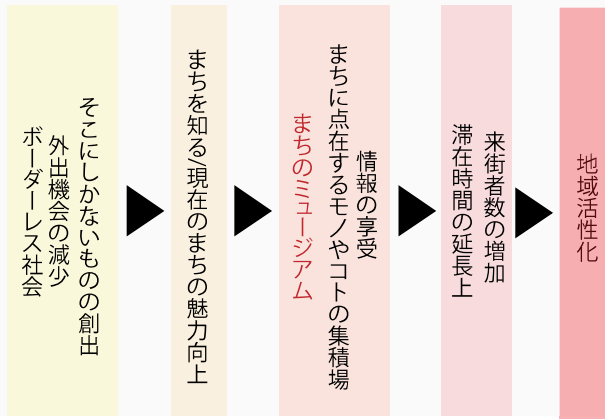 そこにしかないものの創出
外出機会の減少
ボーダーレス社会
まちを知る/現在のまちの魅力向上
情報の享受
まちに点在するモノやコトの集積場
まちのミュージアム
来街者数の増加
滞在時間の延長上
地域活性化